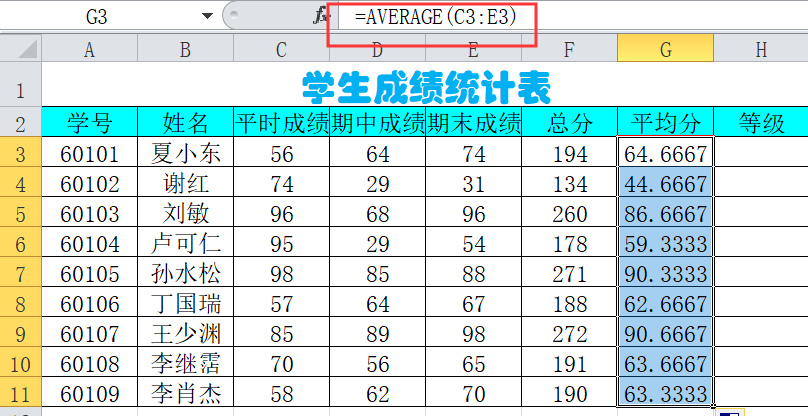 G3 fx =AVERAGE(C3:E3)
A B C D E F G H
1 学生成绩统计表
2 学号 姓名 平时成绩 期中成绩 期末成绩 总分 平均分 等级
3 60101 夏小东 56 64 74 194 64.6667
4 60102 谢红 74 29 31 134 44.6667
5 60103 刘敏 96 68 96 260 86.6667
6 60104 卢可仁 95 29 54 178 59.3333
7 60105 孙水松 98 85 88 271 90.3333
8 60106 丁国瑞 57 64 67 188 62.6667
9 60107 王少渊 85 89 98 272 90.6667
10 60108 李继霑 70 56 65 191 63.6667
11 60109 李肖杰 58 62 70 190 63.3333